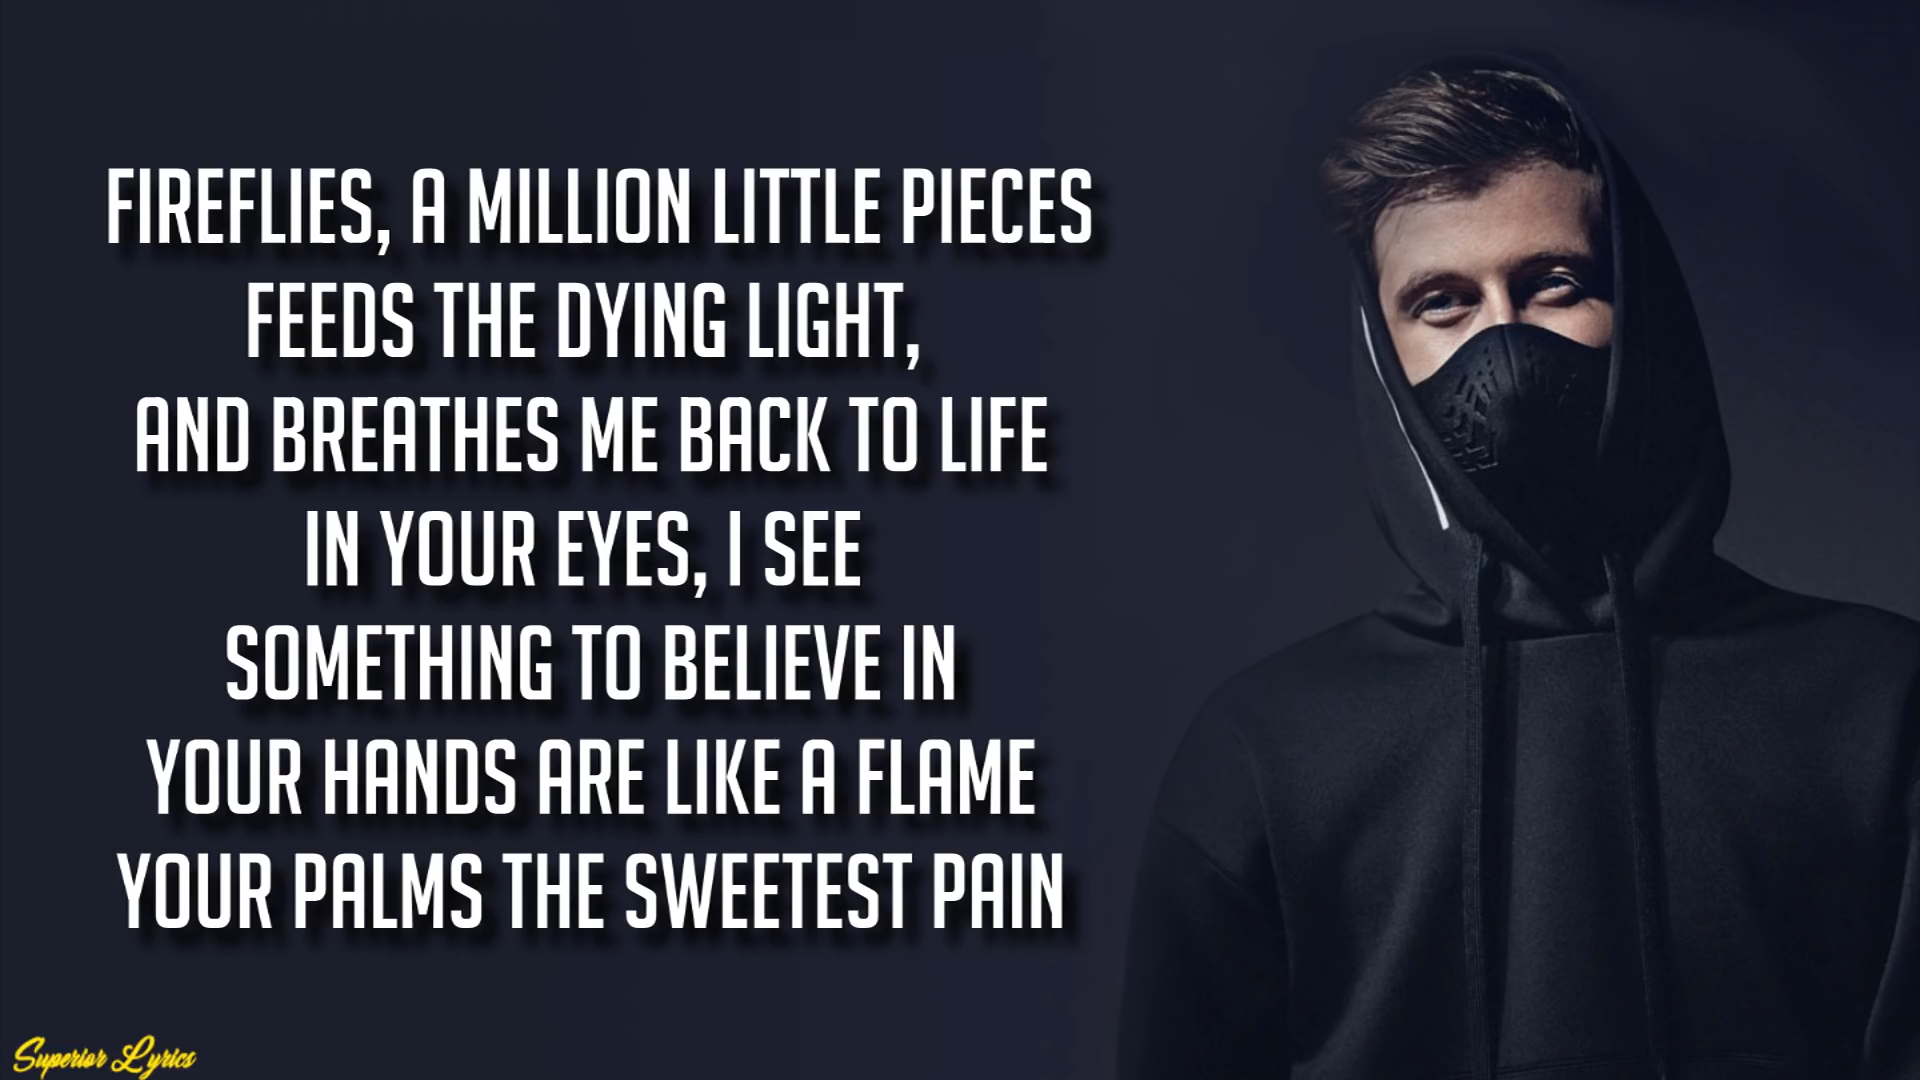 FIREFLIES, A MILLION LITTLE PIECES
FEEDS THE DYING LIGHT,
AND BREATHES ME BACK TO LIFE
IN YOUR EYES, I SEE
SOMETHING TO BELIEVE IN
YOUR HANDS ARE LIKE A FLAME
YOUR PALMS THE SWEETEST PAIN
Superior Lyrics